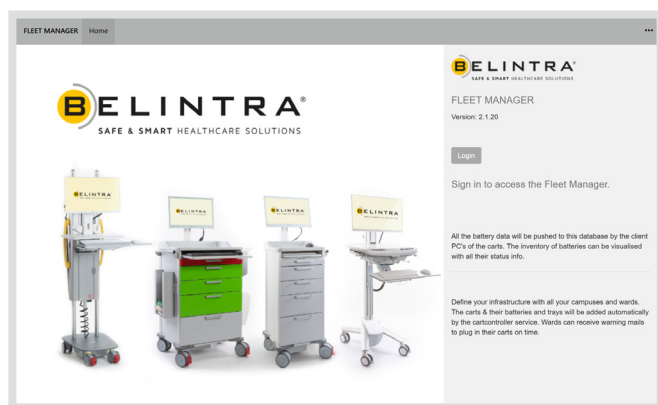 FLEET MANAGER Home
BELINTRA®
SAFE & SMART HEALTHCARE SOLUTIONS
BELINTRA
BELINTRA
BELINTRA
BELINTRA
BELINTRA®
SAFE & SMART HEALTHCARE SOLUTIONS
FLEET MANAGER
Version: 2.1.20
Login
Sign in to access the Fleet Manager.
All the battery data will be pushed to this database by the client
PC's of the carts. The inventory of batteries can be visualised
with all their status info.
Define your infrastructure with all your campuses and wards.
The carts & their batteries and trays will be added automatically
by the cartcontroller service. Wards can receive warning mails
to plug in their carts on time.